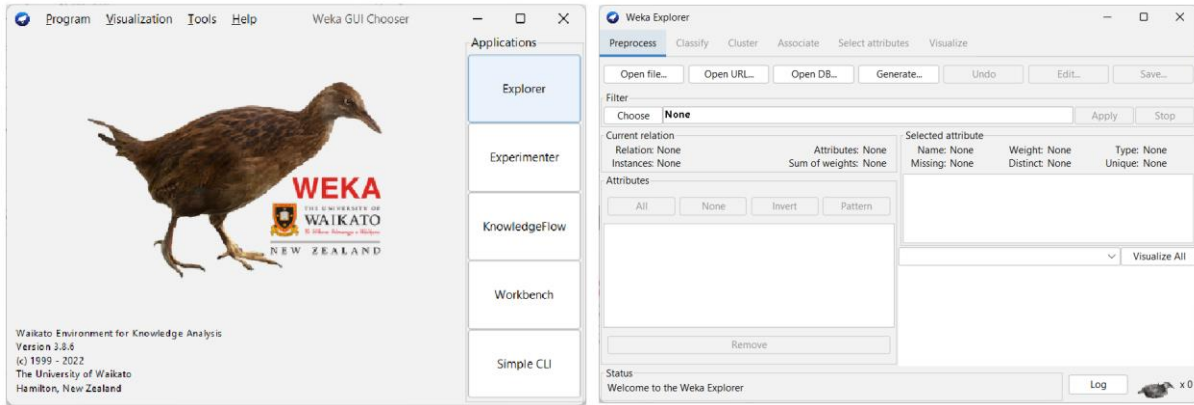 Program Visualization Tools Help Weka GUI Chooser
Applications
Explorer
Experimenter
KnowledgeFlow
Workbench
Simple CLI
WEKA
THE UNIVERSITY OF
WAIKATO
Te Whare Wānanga o Waikato
NEW ZEALAND
Waikato Environment for Knowledge Analysis
Version 3.8.6
(c) 1999 - 2022
The University of Waikato
Hamilton, New Zealand
Weka Explorer
Preprocess Classify Cluster Associate Select attributes Visualize
Open file... Open URL... Open DB... Generate... Undo Edit... Save...
Filter
Choose None Apply Stop
Current relation
Relation: None Attributes: None
Instances: None Sum of weights: None
Selected attribute
Name: None Weight: None Type: None
Missing: None Distinct: None Unique: None
Attributes
All None Invert Pattern
Visualize All
Remove
Status
Welcome to the Weka Explorer
Log x 0